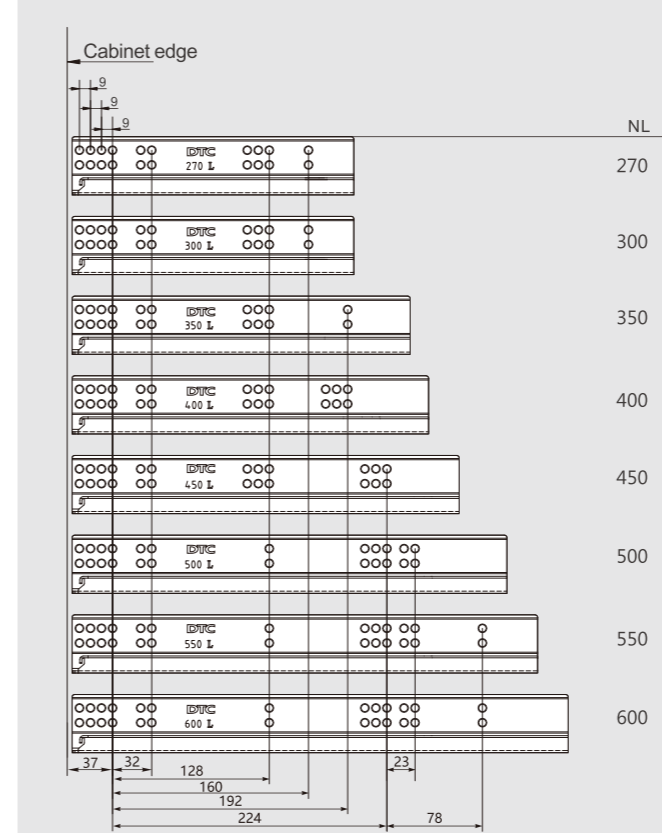 Cabinet edge
9
9
9
NL
DTC
270 L
270
DTC
300 L
300
DTC
350 L
350
DTC
400 L
400
DTC
450 L
450
DTC
500 L
500
DTC
550 L
550
DTC
600 L
600
37 32 23
128
160
192
224 78